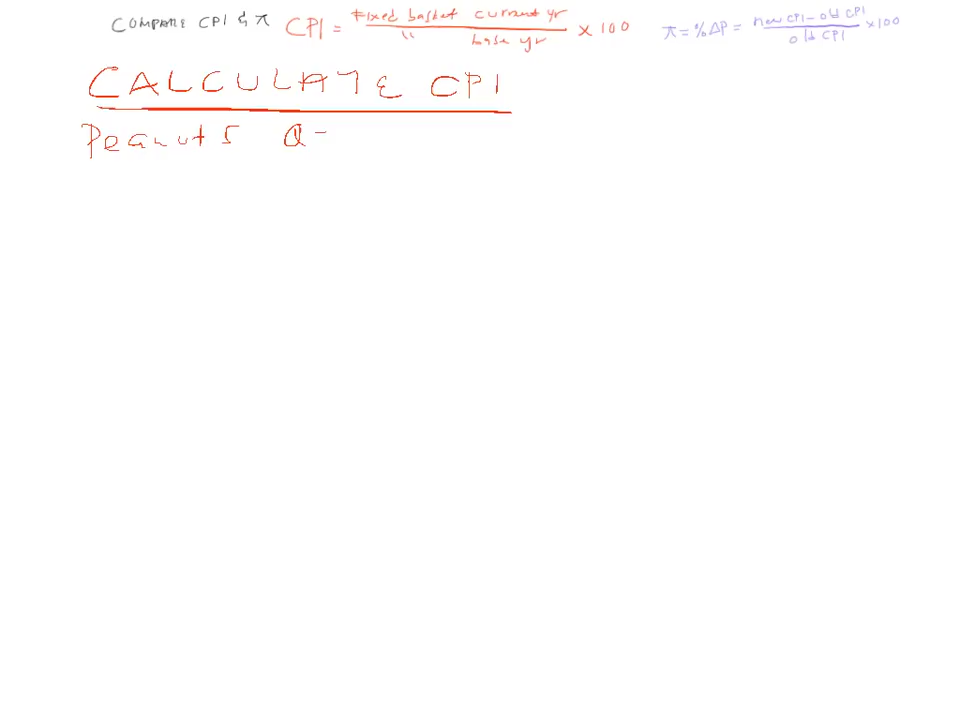 COMPARE CPI & π CPI = Fixed basket current yr / " base yr × 100 π = % ΔP = new CPI - old CPI / old CPI × 100
CALCULATE CPI
Peanuts Q -